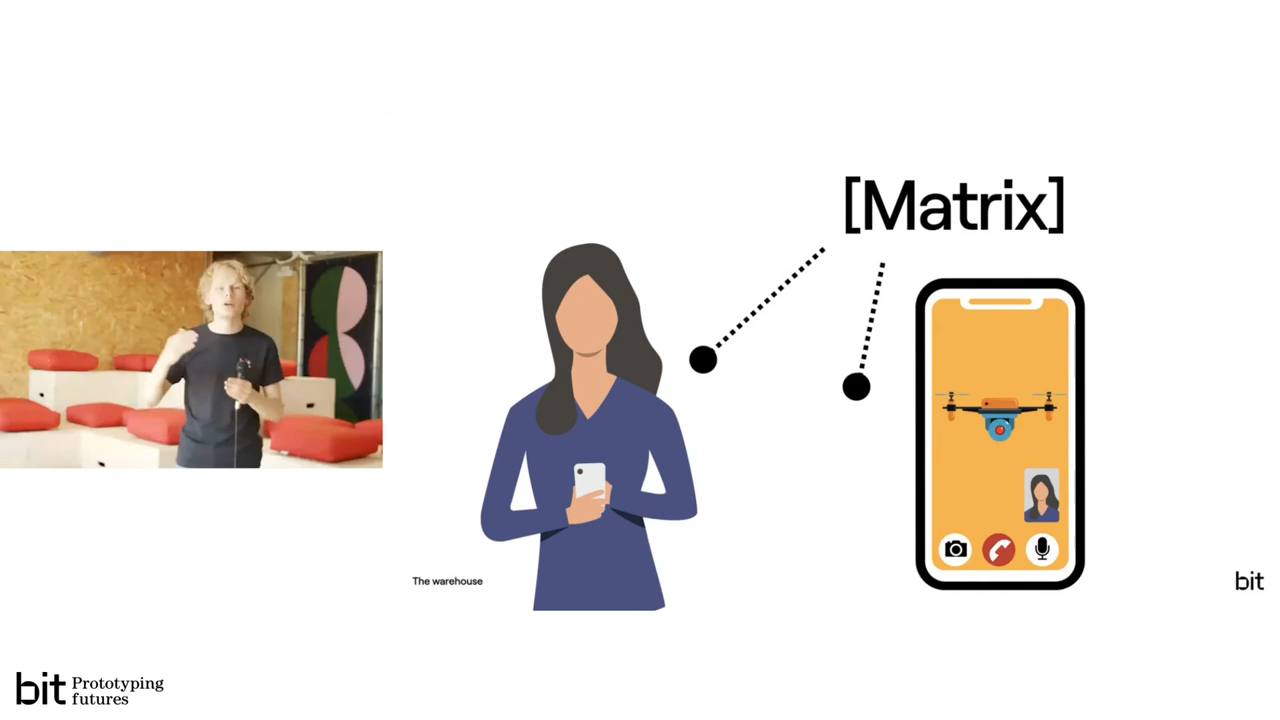 [Matrix]
The warehouse
bit
bit Prototyping
futures